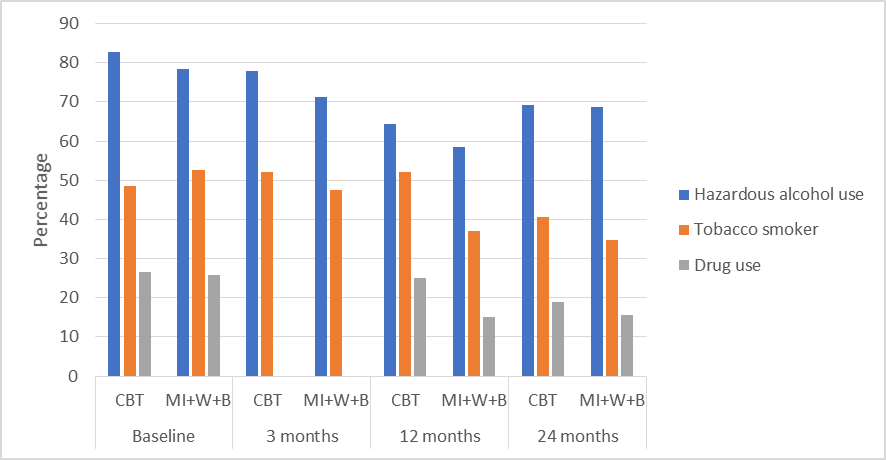 90
80
70
60
50
40
30
20
10
0
Percentage
CBT MI+W+B CBT MI+W+B CBT MI+W+B CBT MI+W+B
Baseline 3 months 12 months 24 months
Hazardous alcohol use
Tobacco smoker
Drug use